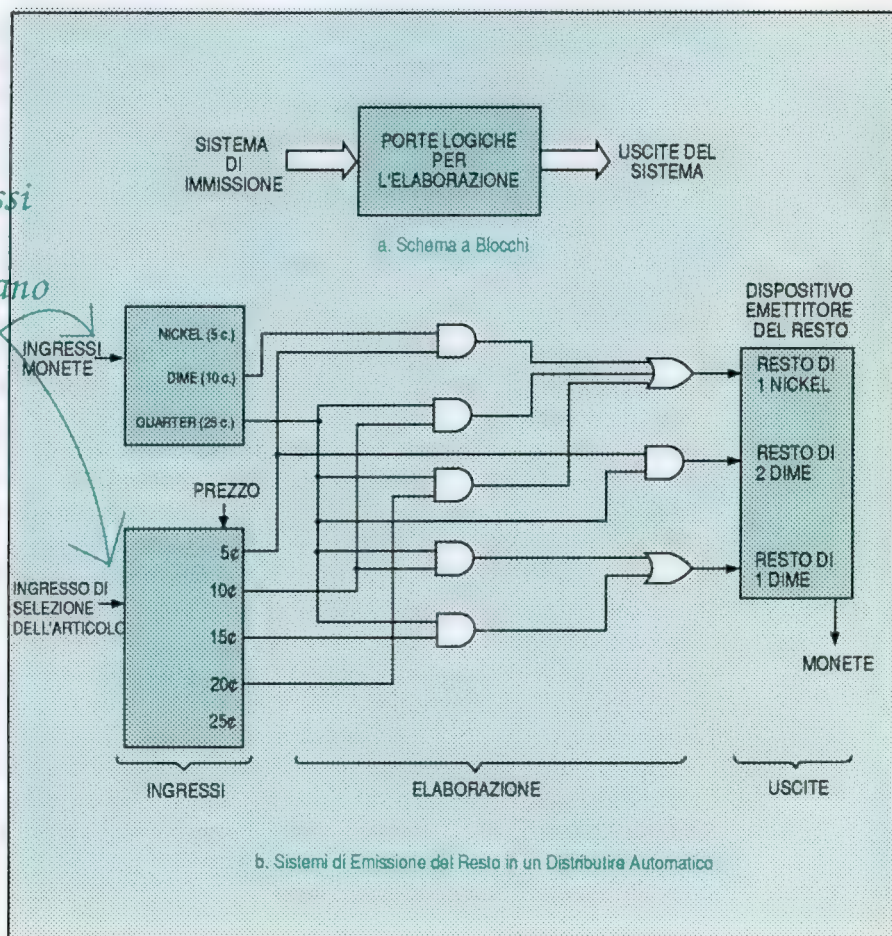 SISTEMA
DI
IMMISSIONE
PORTE LOGICHE
PER
L'ELABORAZIONE
USCITE DEL
SISTEMA
a. Schema a Blocchi
ssi
ano
INGRESSI
MONETE
NICKEL (5 c.)
DIME (10 c.)
QUARTER (25 c.)
DISPOSITIVO
EMETTITORE
DEL RESTO
RESTO DI
1 NICKEL
RESTO DI
2 DIME
RESTO DI
1 DIME
MONETE
PREZZO
INGRESSO DI
SELEZIONE
DELL'ARTICOLO
5¢
10¢
15¢
20¢
25¢
INGRESSI
ELABORAZIONE
USCITE
b. Sistemi di Emissione del Resto in un Distributire Automatico